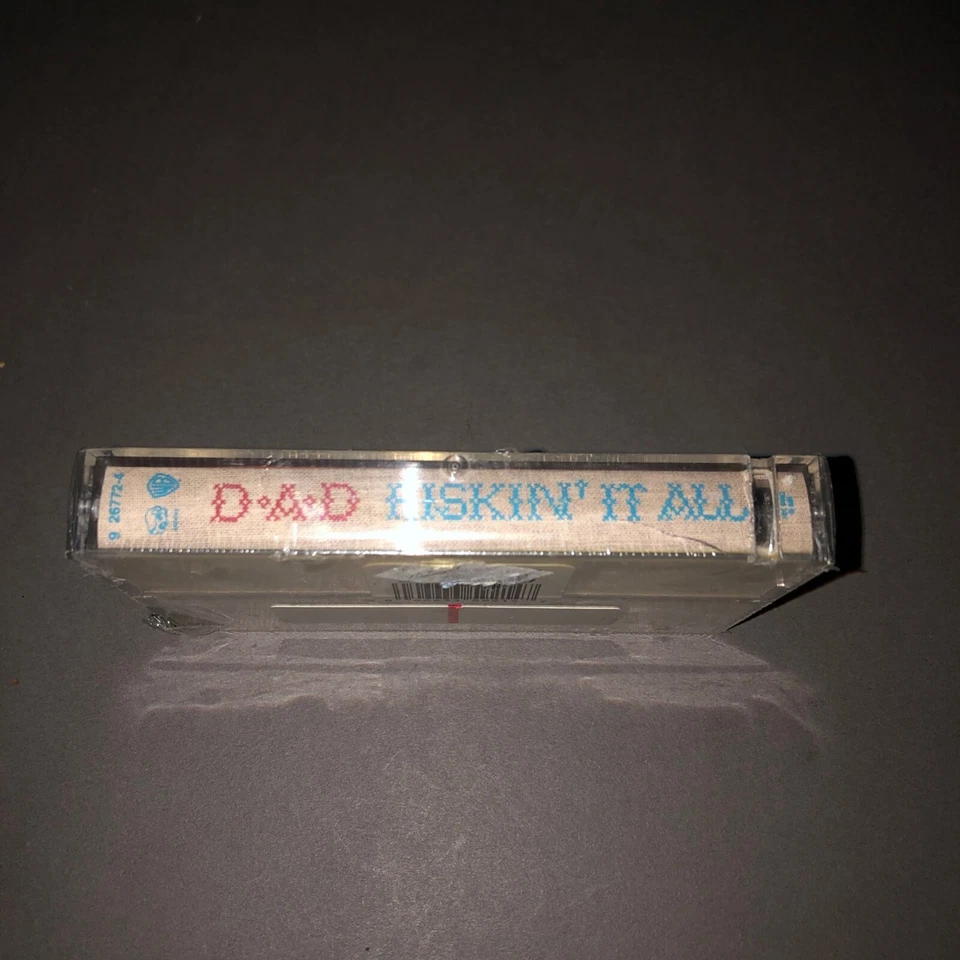 9 26772-4
D·A·D RISKIN' IT ALL